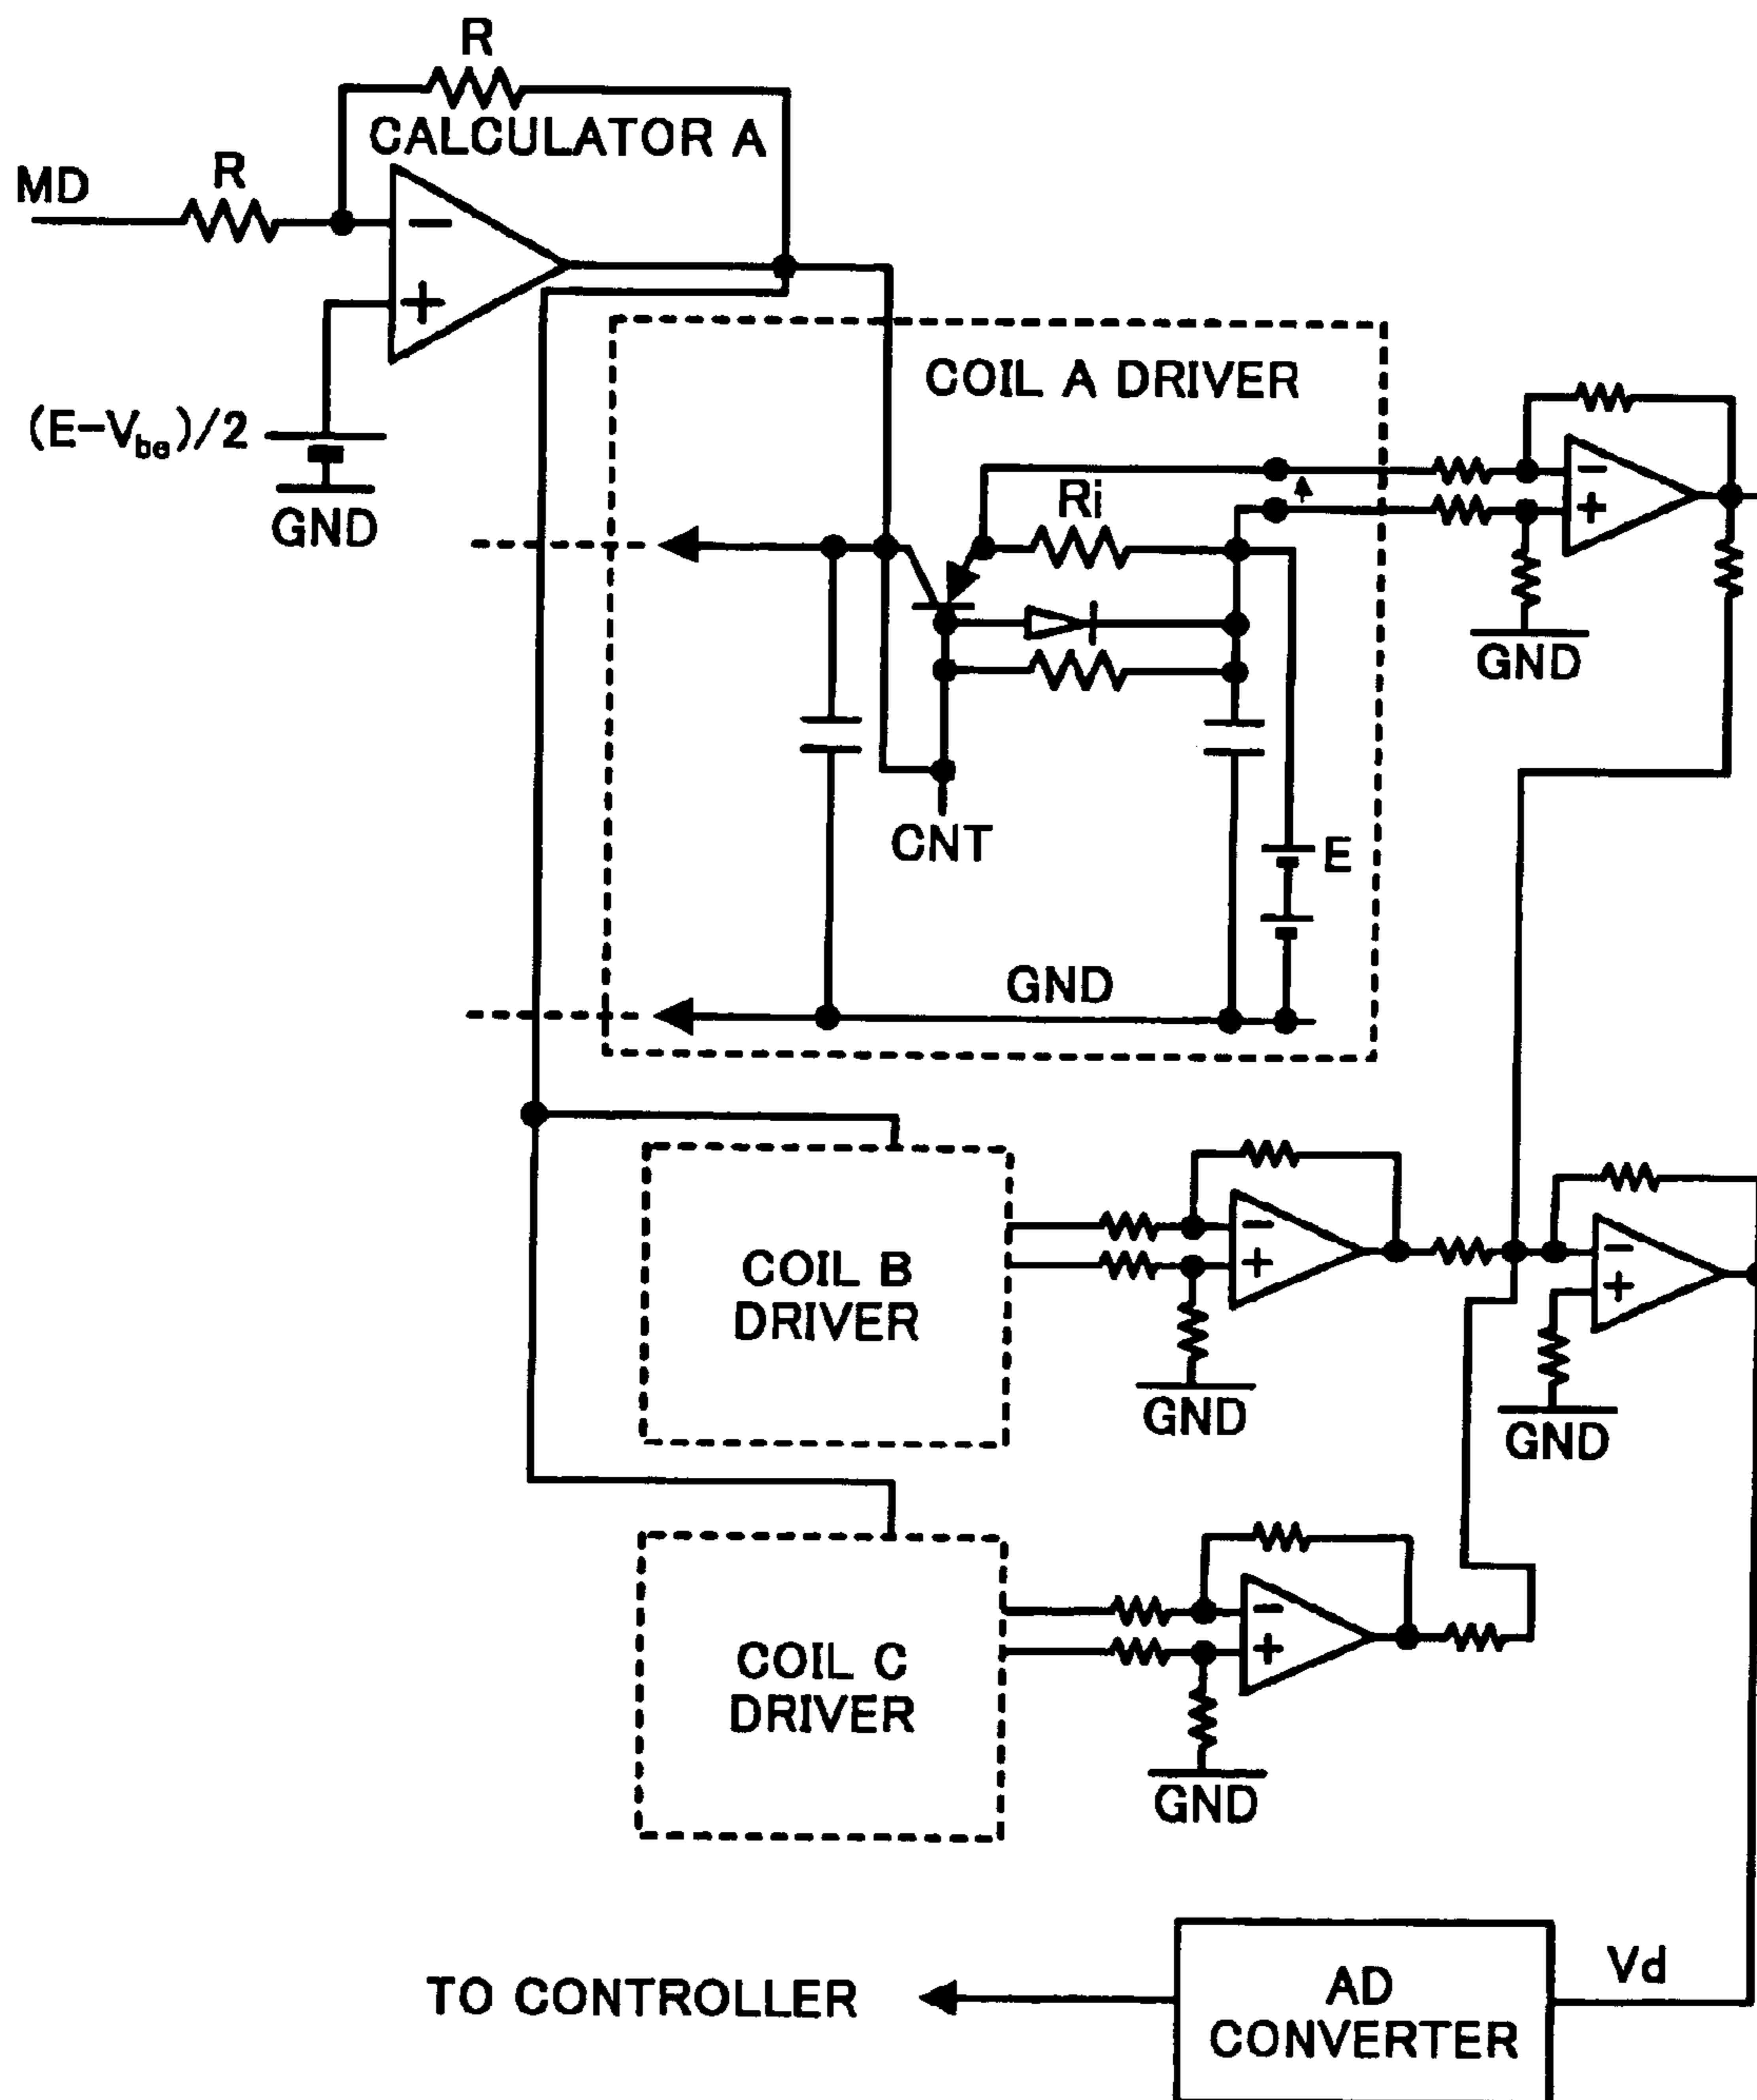 R
CALCULATOR A
MD
R
−
+
(E-Vbe)/2
GND
COIL A DRIVER
Ri
−
+
GND
CNT
E
GND
COIL B
DRIVER
−
+
GND
−
+
GND
COIL C
DRIVER
−
+
GND
TO CONTROLLER
AD
CONVERTER
Vd